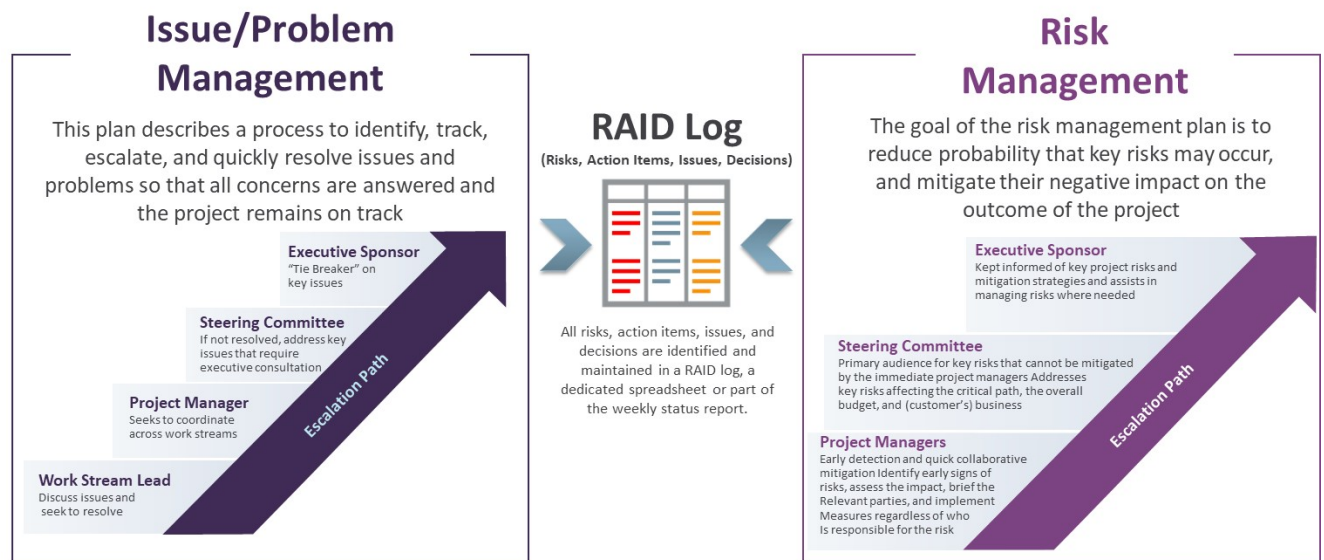 Issue/Problem
Management
This plan describes a process to identify, track,
escalate, and quickly resolve issues and
problems so that all concerns are answered and
the project remains on track
Executive Sponsor
“Tie Breaker” on
key issues
Steering Committee
If not resolved, address key
issues that require
executive consultation
Project Manager
Seeks to coordinate
across work streams
Work Stream Lead
Discuss issues and
seek to resolve
Escalation Path
RAID Log
(Risks, Action Items, Issues, Decisions)
All risks, action items, issues, and
decisions are identified and
maintained in a RAID log, a
dedicated spreadsheet or part of
the weekly status report.
Risk
Management
The goal of the risk management plan is to
reduce probability that key risks may occur,
and mitigate their negative impact on the
outcome of the project
Executive Sponsor
Kept informed of key project risks and
mitigation strategies and assists in
managing risks where needed
Steering Committee
Primary audience for key risks that cannot be mitigated
by the immediate project managers Addresses
key risks affecting the critical path, the overall
budget, and (customer’s) business
Project Managers
Early detection and quick collaborative
mitigation Identify early signs of
risks, assess the impact, brief the
Relevant parties, and implement
Measures regardless of who
Is responsible for the risk
Escalation Path